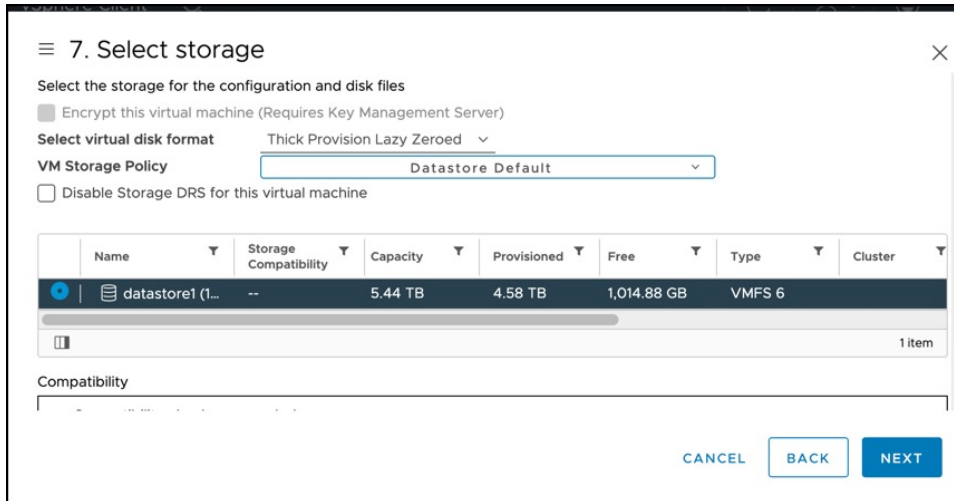 vSphere Client
7. Select storage
Select the storage for the configuration and disk files
Encrypt this virtual machine (Requires Key Management Server)
Select virtual disk format Thick Provision Lazy Zeroed
VM Storage Policy Datastore Default
Disable Storage DRS for this virtual machine
Name Storage Compatibility Capacity Provisioned Free Type Cluster
datastore1 (1... -- 5.44 TB 4.58 TB 1,014.88 GB VMFS 6
1 item
Compatibility
CANCEL BACK NEXT